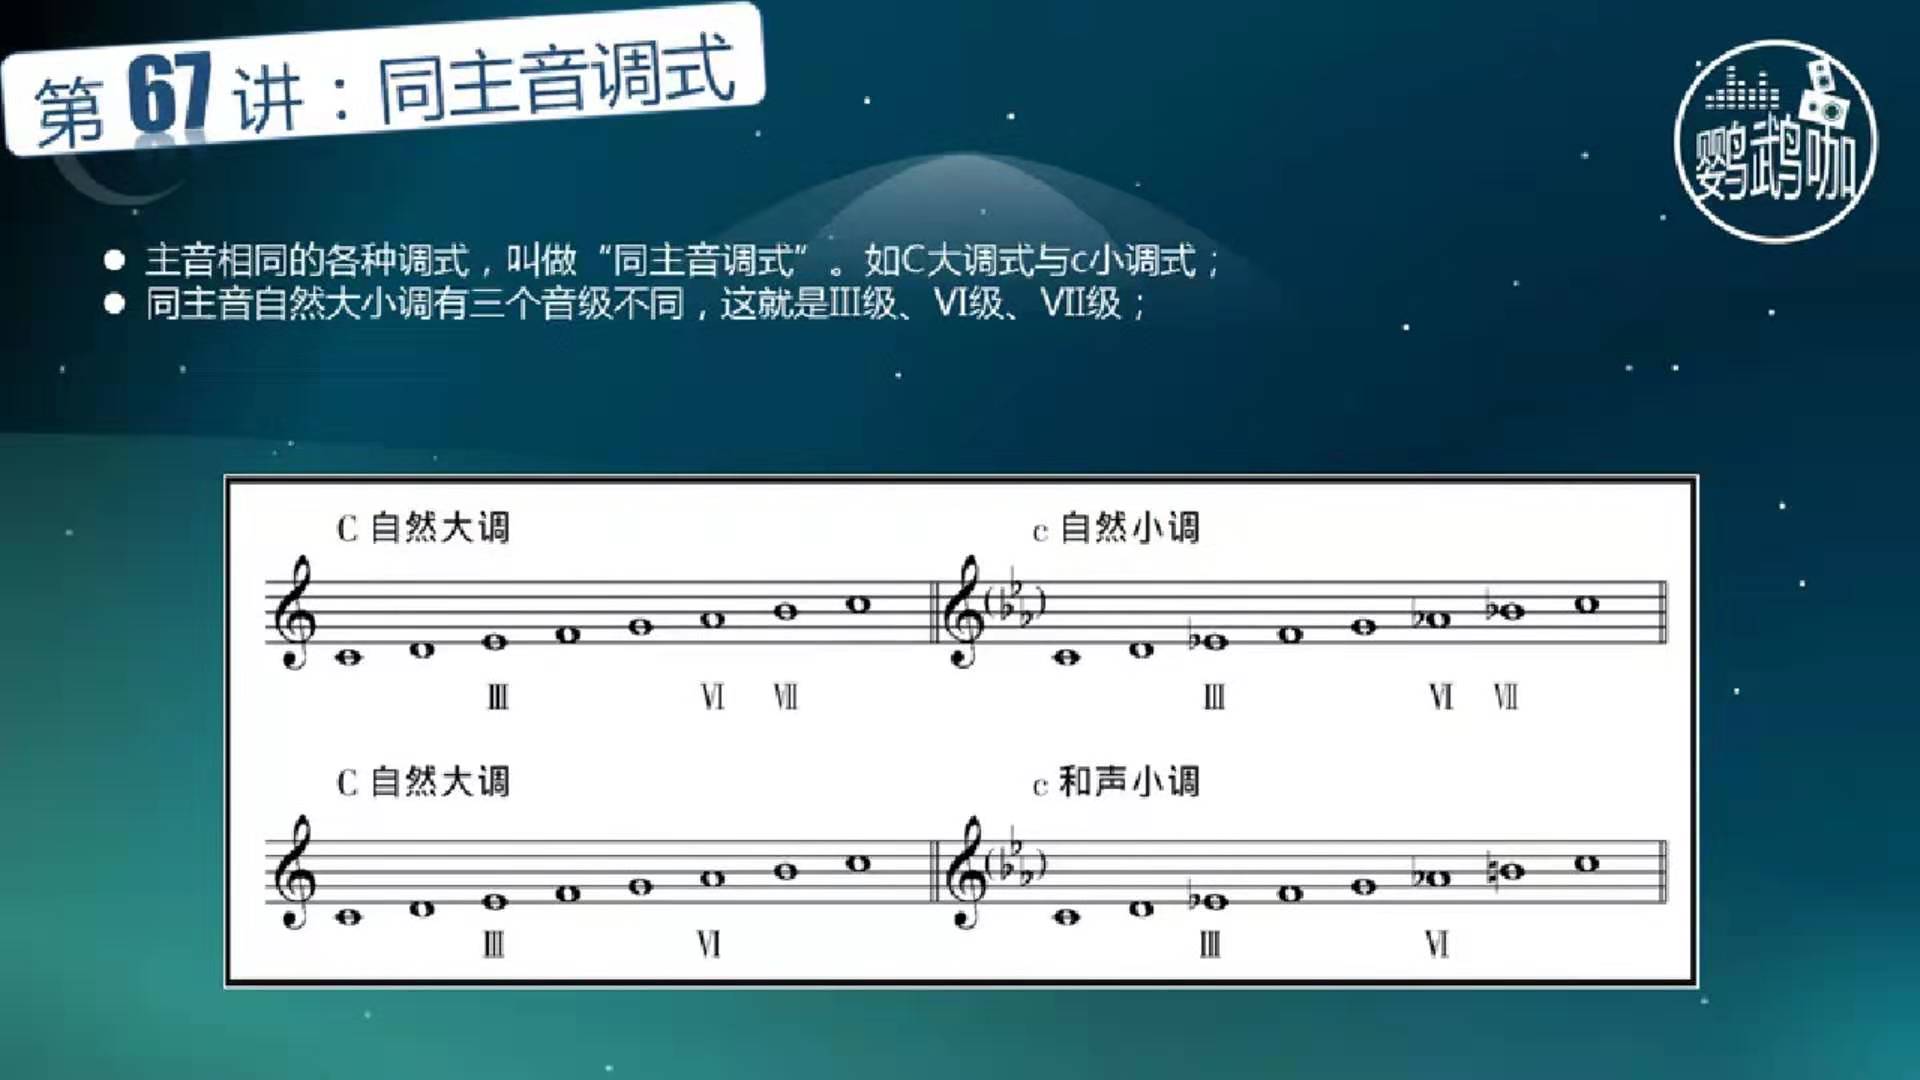 第67讲：同主音调式
鹦鹉咖
主音相同的各种调式，叫做“同主音调式”。如C大调式与c小调式；
同主音自然大小调有三个音级不同，这就是III级、VI级、VII级；
C 自然大调
c 自然小调
III VI VII
III VI VII
C 自然大调
c 和声小调
III VI
III VI